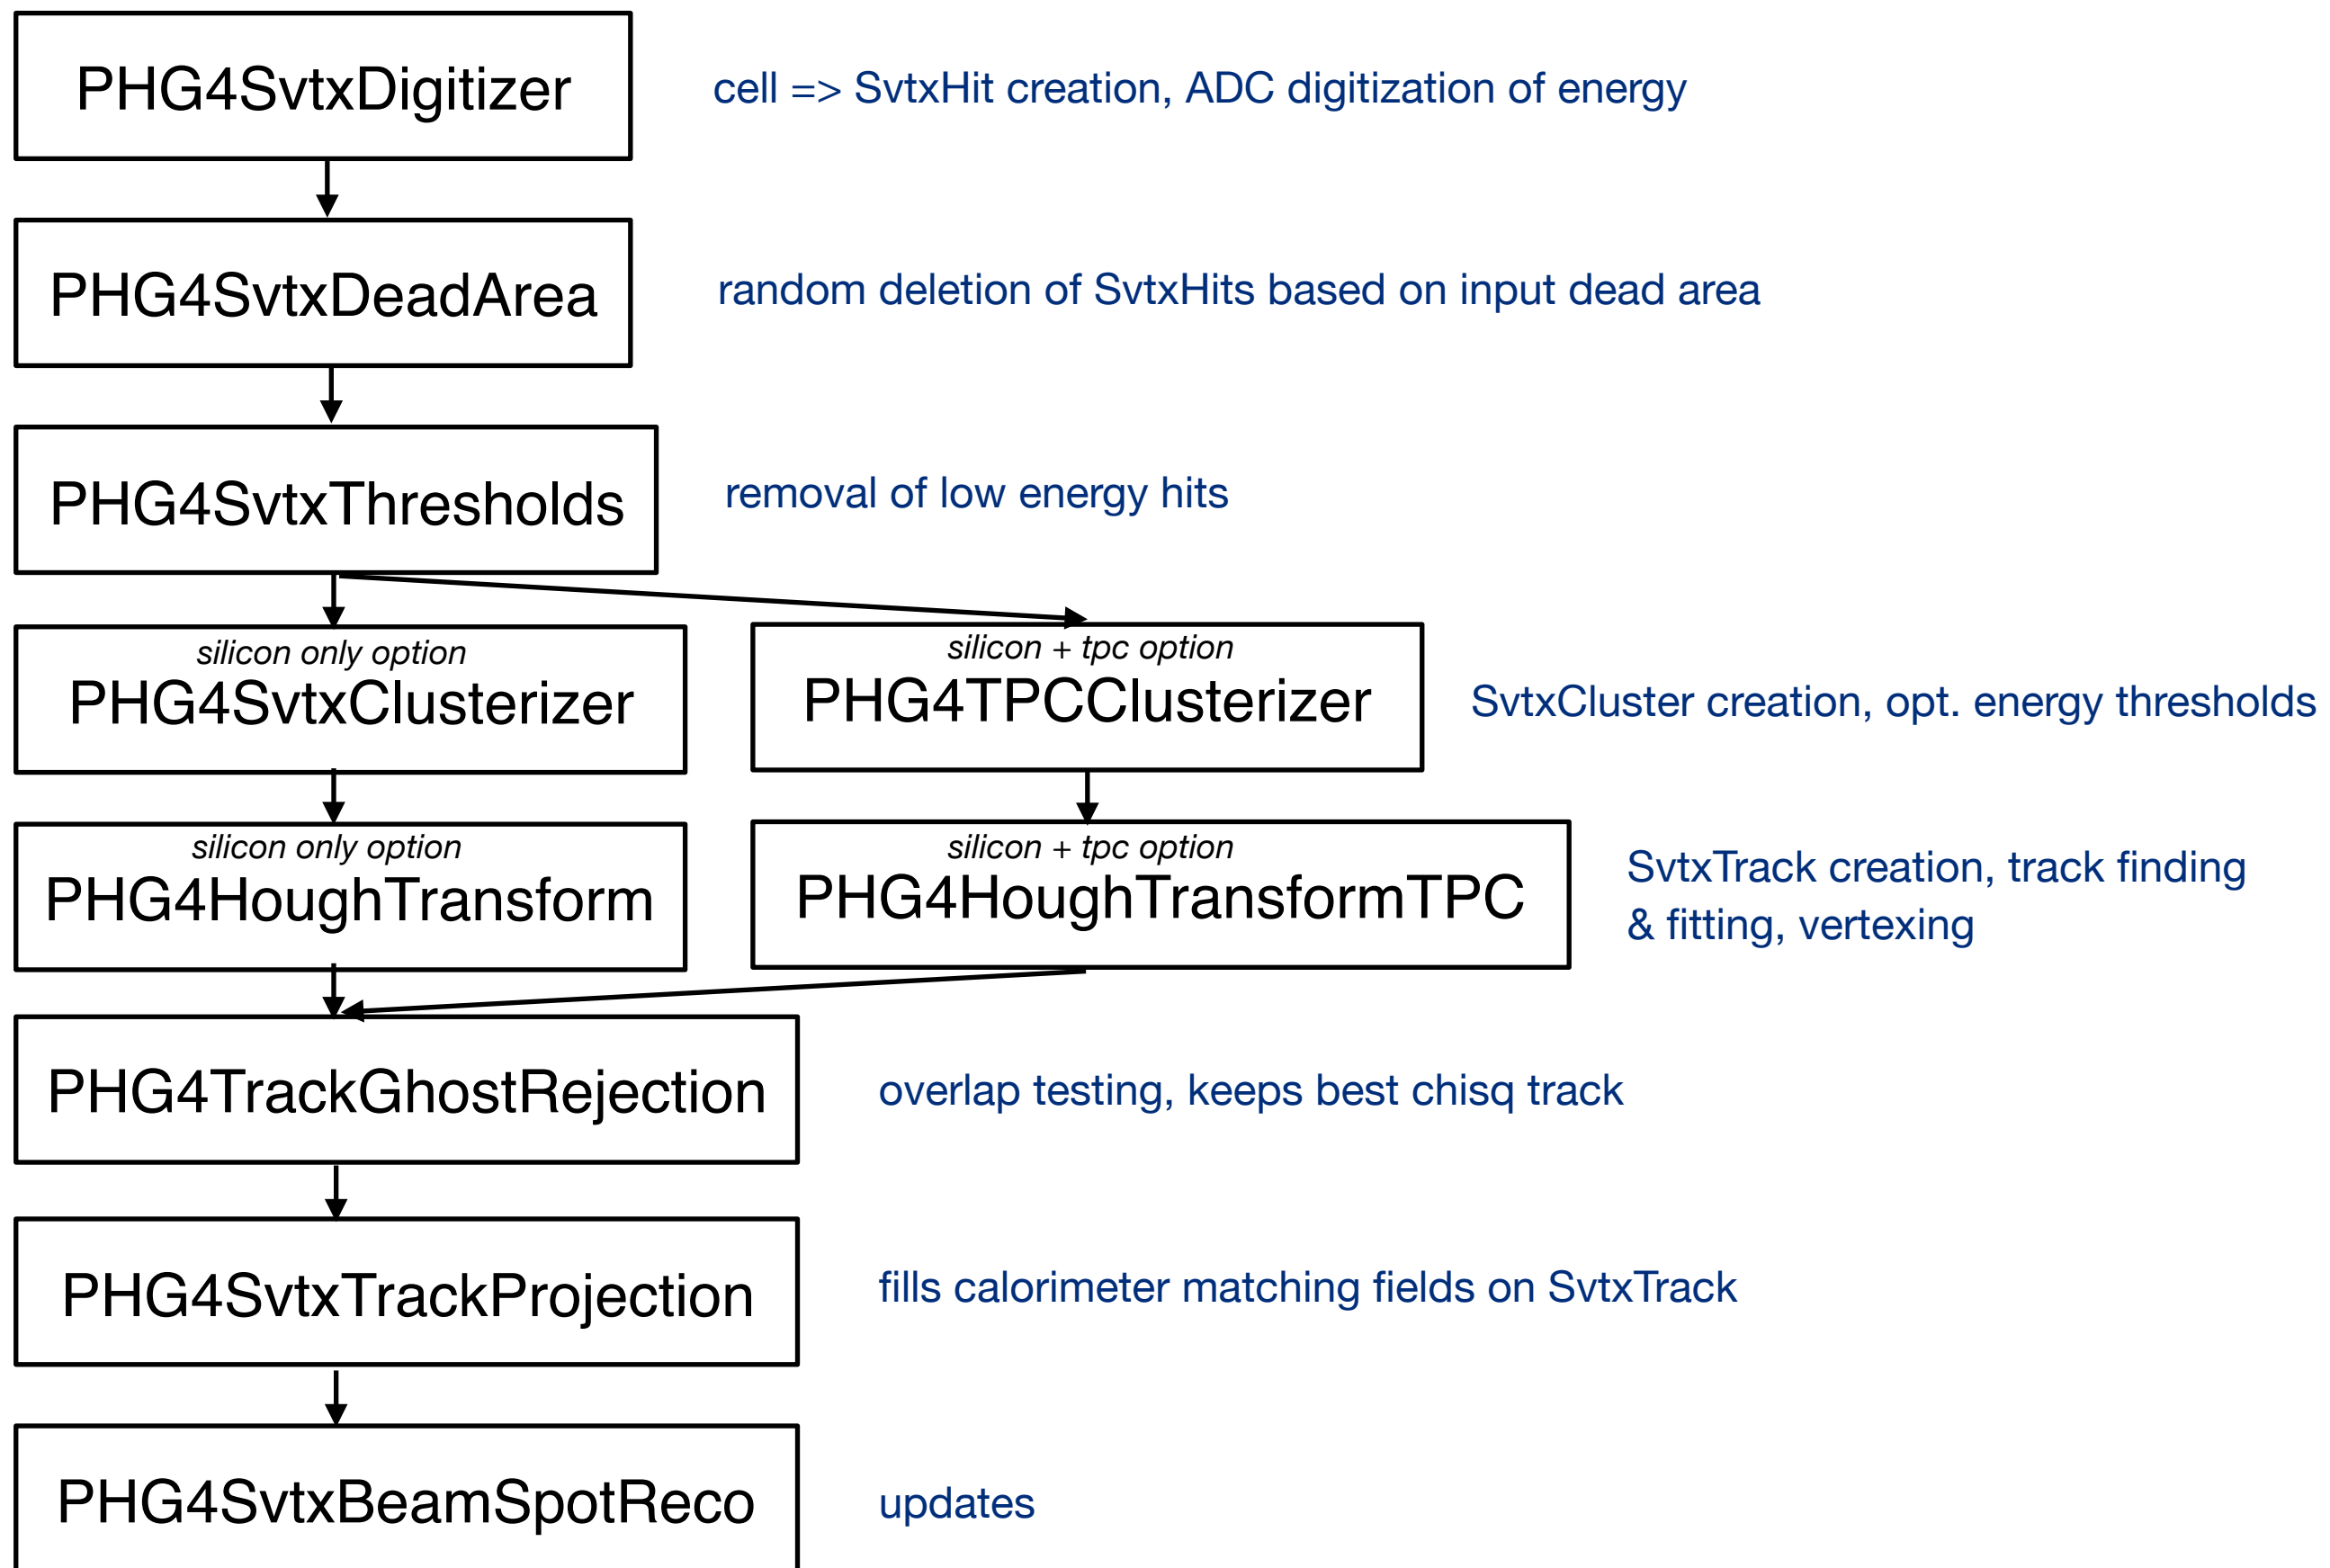 PHG4SvtxDigitizer
cell => SvtxHit creation, ADC digitization of energy
PHG4SvtxDeadArea
random deletion of SvtxHits based on input dead area
PHG4SvtxThresholds
removal of low energy hits
silicon only option
PHG4SvtxClusterizer
silicon + tpc option
PHG4TPCClusterizer
SvtxCluster creation, opt. energy thresholds
silicon only option
PHG4HoughTransform
silicon + tpc option
PHG4HoughTransformTPC
SvtxTrack creation, track finding
& fitting, vertexing
PHG4TrackGhostRejection
overlap testing, keeps best chisq track
PHG4SvtxTrackProjection
fills calorimeter matching fields on SvtxTrack
PHG4SvtxBeamSpotReco
updates